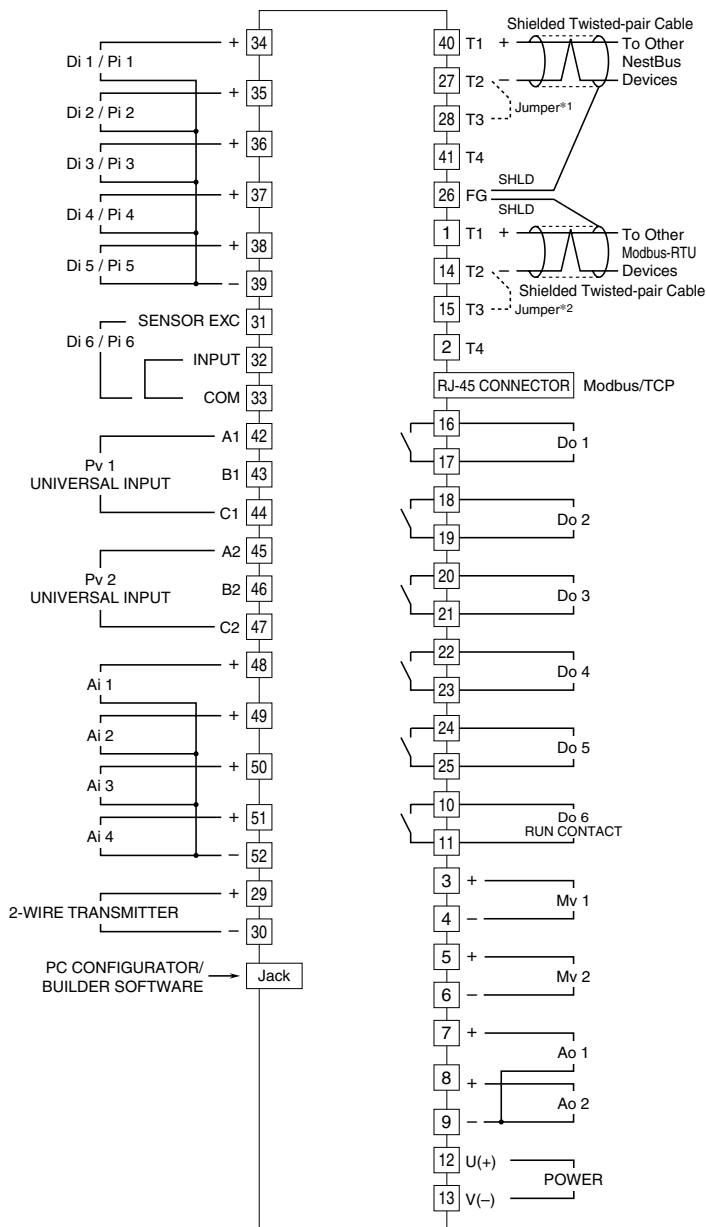 Di 1 / Pi 1
+ 34
Di 2 / Pi 2
+ 35
Di 3 / Pi 3
+ 36
Di 4 / Pi 4
+ 37
Di 5 / Pi 5
+ 38
− 39
Di 6 / Pi 6
SENSOR EXC 31
INPUT 32
COM 33
Pv 1
UNIVERSAL INPUT
A1 42
B1 43
C1 44
Pv 2
UNIVERSAL INPUT
A2 45
B2 46
C2 47
Ai 1
+ 48
Ai 2
+ 49
Ai 3
+ 50
Ai 4
+ 51
− 52
2-WIRE TRANSMITTER
+ 29
− 30
PC CONFIGURATOR/
BUILDER SOFTWARE
Jack
Shielded Twisted-pair Cable
40 T1 +
27 T2 −
To Other
NestBus
Devices
Jumper*1
28 T3
41 T4
26 FG
SHLD
SHLD
1 T1 +
14 T2 −
To Other
Modbus-RTU
Devices
Shielded Twisted-pair Cable
Jumper*2
15 T3
2 T4
RJ-45 CONNECTOR Modbus/TCP
16
17
Do 1
18
19
Do 2
20
21
Do 3
22
23
Do 4
24
25
Do 5
10
11
Do 6
RUN CONTACT
3 +
4 −
Mv 1
5 +
6 −
Mv 2
7 +
Ao 1
8 +
9 −
Ao 2
12 U(+)
13 V(–)
POWER